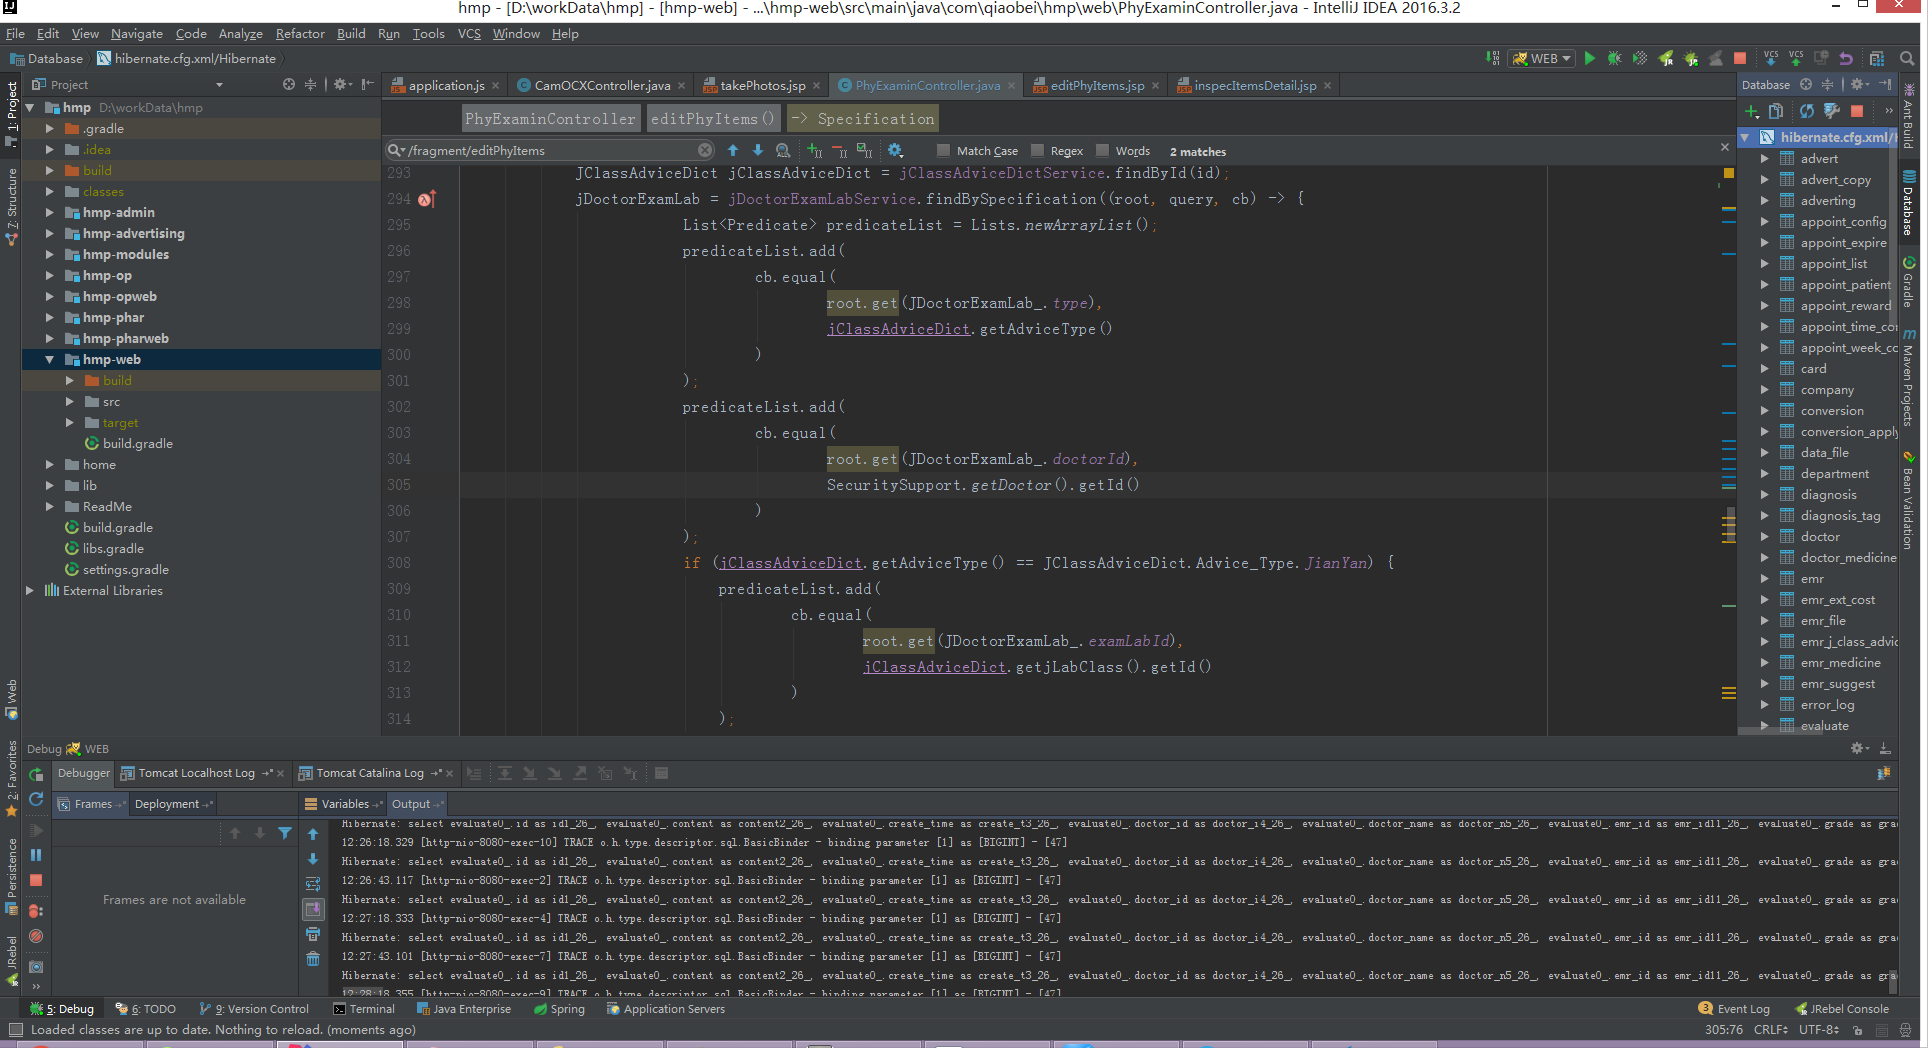 hmp - [D:\workData\hmp] - [hmp-web] - ...\hmp-web\src\main\java\com\qiaobei\hmp\web\PhyExaminController.java - IntelliJ IDEA 2016.3.2
File Edit View Navigate Code Analyze Refactor Build Run Tools VCS Window Help
Database hibernate.cfg.xml/Hibernate
WEB
Project
application.js CamOCXController.java takePhotos.jsp PhyExaminController.java editPhyItems.jsp inspecItemsDetail.jsp
Database
1: Project
7: Structure
Web
2: Favorites
Persistence
JRebel
hmp D:\workData\hmp
.gradle
.idea
build
classes
hmp-admin
hmp-advertising
hmp-modules
hmp-op
hmp-opweb
hmp-phar
hmp-pharweb
hmp-web
build
src
target
build.gradle
home
lib
ReadMe
build.gradle
libs.gradle
settings.gradle
External Libraries
PhyExaminController editPhyItems() -> Specification
/fragment/editPhyItems Match Case Regex Words 2 matches
293 JClassAdviceDict jClassAdviceDict = jClassAdviceDictService.findById(id);
294 jDoctorExamLab = jDoctorExamLabService.findBySpecification((root, query, cb) -> {
295 List<Predicate> predicateList = Lists.newArrayList();
296 predicateList.add(
297 cb.equal(
298 root.get(JDoctorExamLab_.type),
299 jClassAdviceDict.getAdviceType()
300 )
301 );
302 predicateList.add(
303 cb.equal(
304 root.get(JDoctorExamLab_.doctorId),
305 SecuritySupport.getDoctor().getId()
306 )
307 );
308 if (jClassAdviceDict.getAdviceType() == JClassAdviceDict.Advice_Type.JianYan) {
309 predicateList.add(
310 cb.equal(
311 root.get(JDoctorExamLab_.examLabId),
312 jClassAdviceDict.getjLabClass().getId()
313 )
314 );
hibernate.cfg.xml/H
advert
advert_copy
adverting
appoint_config
appoint_expire
appoint_list
appoint_patient
appoint_reward
appoint_time_co
appoint_week_cc
card
company
conversion
conversion_apply
data_file
department
diagnosis
diagnosis_tag
doctor
doctor_medicine
emr
emr_ext_cost
emr_file
emr_j_class_advic
emr_medicine
emr_suggest
error_log
evaluate
Ant Build
Database
Gradle
Maven Projects
Bean Validation
Debug WEB
Debugger Tomcat Localhost Log Tomcat Catalina Log
Frames Deployment Variables Output
Frames are not available
Hibernate: select evaluate0_.id as id1_26_, evaluate0_.content as content2_26_, evaluate0_.create_time as create_t3_26_, evaluate0_.doctor_id as doctor_i4_26_, evaluate0_.doctor_name as doctor_n5_26_, evaluate0_.emr_id as emr_id11_26_, evaluate0_.grade as grad
12:26:18.329 [http-nio-8080-exec-10] TRACE o.h.type.descriptor.sql.BasicBinder - binding parameter [1] as [BIGINT] - [47]
Hibernate: select evaluate0_.id as id1_26_, evaluate0_.content as content2_26_, evaluate0_.create_time as create_t3_26_, evaluate0_.doctor_id as doctor_i4_26_, evaluate0_.doctor_name as doctor_n5_26_, evaluate0_.emr_id as emr_id11_26_, evaluate0_.grade as grad
12:26:43.117 [http-nio-8080-exec-2] TRACE o.h.type.descriptor.sql.BasicBinder - binding parameter [1] as [BIGINT] - [47]
Hibernate: select evaluate0_.id as id1_26_, evaluate0_.content as content2_26_, evaluate0_.create_time as create_t3_26_, evaluate0_.doctor_id as doctor_i4_26_, evaluate0_.doctor_name as doctor_n5_26_, evaluate0_.emr_id as emr_id11_26_, evaluate0_.grade as grad
12:27:18.333 [http-nio-8080-exec-4] TRACE o.h.type.descriptor.sql.BasicBinder - binding parameter [1] as [BIGINT] - [47]
Hibernate: select evaluate0_.id as id1_26_, evaluate0_.content as content2_26_, evaluate0_.create_time as create_t3_26_, evaluate0_.doctor_id as doctor_i4_26_, evaluate0_.doctor_name as doctor_n5_26_, evaluate0_.emr_id as emr_id11_26_, evaluate0_.grade as grad
12:27:43.101 [http-nio-8080-exec-7] TRACE o.h.type.descriptor.sql.BasicBinder - binding parameter [1] as [BIGINT] - [47]
Hibernate: select evaluate0_.id as id1_26_, evaluate0_.content as content2_26_, evaluate0_.create_time as create_t3_26_, evaluate0_.doctor_id as doctor_i4_26_, evaluate0_.doctor_name as doctor_n5_26_, evaluate0_.emr_id as emr_id11_26_, evaluate0_.grade as gra
12:28:18.355 [http-nio-8080-exec-9] TRACE o.h.type.descriptor.sql.BasicBinder - binding parameter [1] as [BIGINT] - [47]
5: Debug 6: TODO 9: Version Control Terminal Java Enterprise Spring Application Servers 3 Event Log JRebel Console
Loaded classes are up to date. Nothing to reload. (moments ago) 305:76 CRLF UTF-8